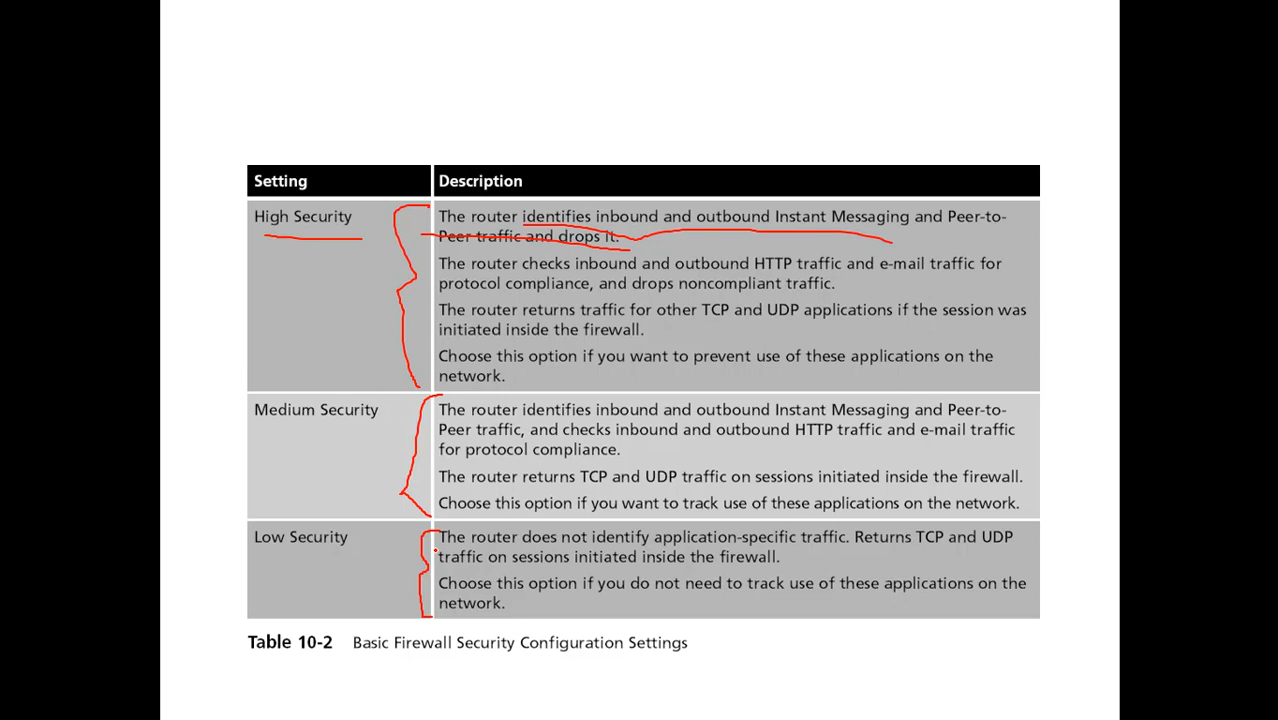 Setting Description
High Security The router identifies inbound and outbound Instant Messaging and Peer-to-
Peer traffic and drops it.
The router checks inbound and outbound HTTP traffic and e-mail traffic for
protocol compliance, and drops noncompliant traffic.
The router returns traffic for other TCP and UDP applications if the session was
initiated inside the firewall.
Choose this option if you want to prevent use of these applications on the
network.
Medium Security The router identifies inbound and outbound Instant Messaging and Peer-to-
Peer traffic, and checks inbound and outbound HTTP traffic and e-mail traffic
for protocol compliance.
The router returns TCP and UDP traffic on sessions initiated inside the firewall.
Choose this option if you want to track use of these applications on the network.
Low Security The router does not identify application-specific traffic. Returns TCP and UDP
traffic on sessions initiated inside the firewall.
Choose this option if you do not need to track use of these applications on the
network.
Table 10-2 Basic Firewall Security Configuration Settings